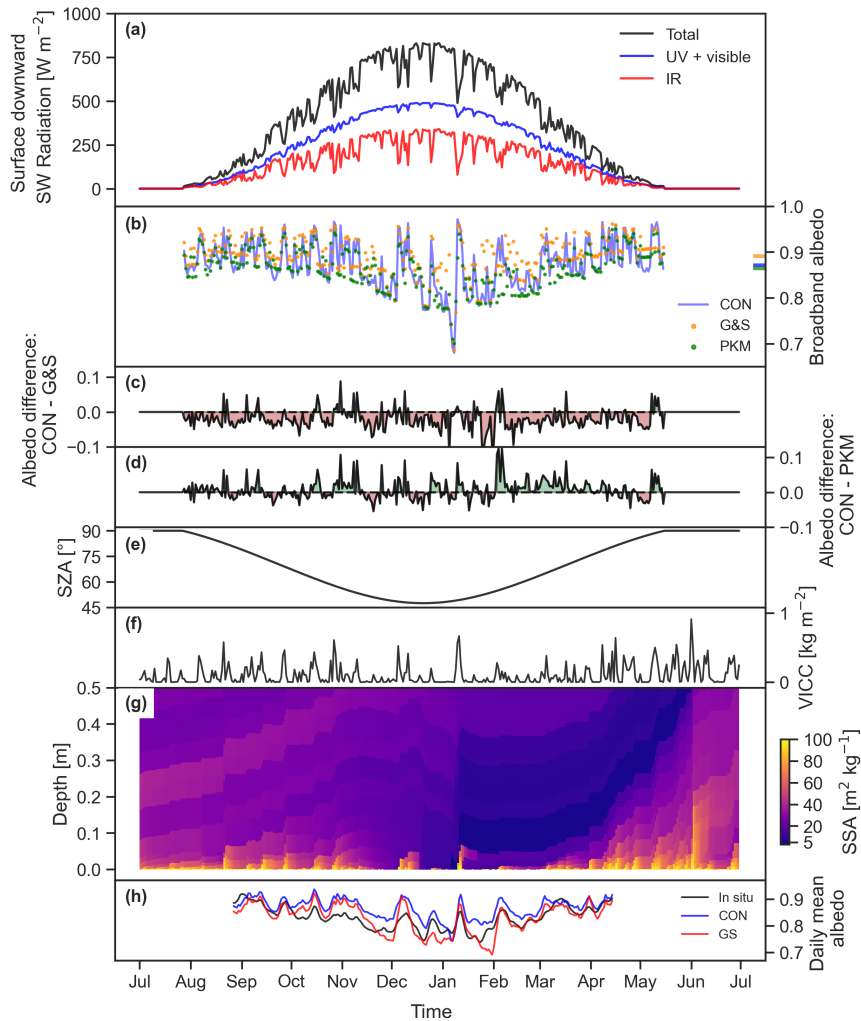 (a)
1000
750
500
250
0
Surface downward
SW Radiation [W m−2]
Total
UV + visible
IR
(b)
1.0
0.9
0.8
0.7
Broadband albedo
CON
G&S
PKM
(c)
0.1
0.0
−0.1
Albedo difference:
CON - G&S
(d)
0.1
0.0
−0.1
Albedo difference:
CON - PKM
(e)
90
75
60
45
SZA [°]
(f)
1
0
VICC [kg m−2]
(g)
0.5
0.4
0.3
0.2
0.1
0.0
Depth [m]
100
80
60
40
20
5
SSA [m2 kg−1]
(h)
In situ
CON
GS
0.9
0.8
0.7
Daily mean
albedo
Jul Aug Sep Oct Nov Dec Jan Feb Mar Apr May Jun Jul
Time